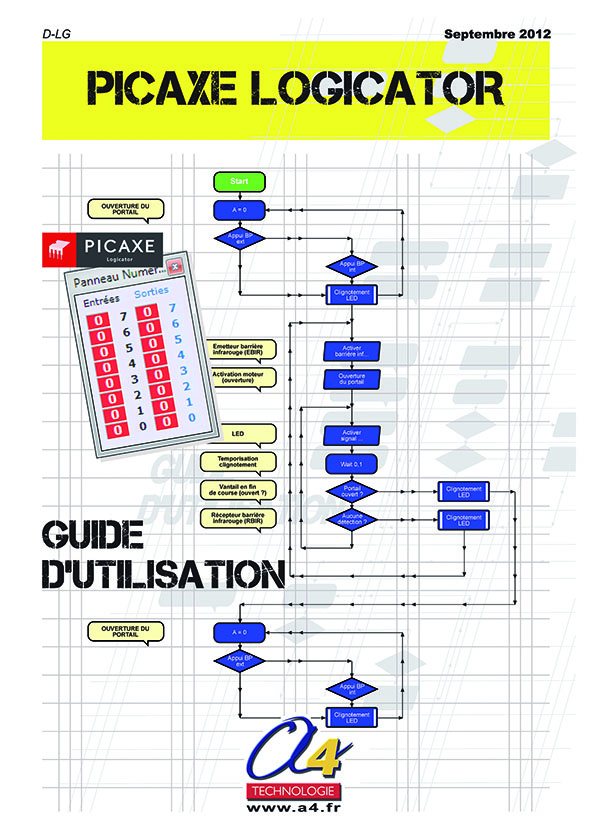 D-LG
Septembre 2012
PICAXE LOGICATOR
Start
OUVERTURE DU
PORTAIL
A = 0
Appui BP
ext
Appui BP
int
Clignotement
LED
PICAXE
Logicator
Panneau Numér... x
Entrées Sorties
0 7 0 7
0 6 0 6
0 5 0 5
0 4 0 4
0 3 0 3
0 2 0 2
0 1 0 1
0 0 0 0
Emetteur barrière
infrarouge (EBIR)
Activer
barrière inf...
Activation moteur
(ouverture)
Ouverture
du portail
LED
Activer
signal ...
Temporisation
clignotement
Wait 0,1
Vantail en fin
de course (ouvert ?)
Portail
ouvert ?
Clignotement
LED
Récepteur barrière
infrarouge (RBIR)
Aucune
détection ?
Clignotement
LED
GUIDE
D'UTILISATION
GUIDE
D'UTILISATION
OUVERTURE DU
PORTAIL
A = 0
Appui BP
ext
Appui BP
int
Clignotement
LED
a4
TECHNOLOGIE
www.a4.fr